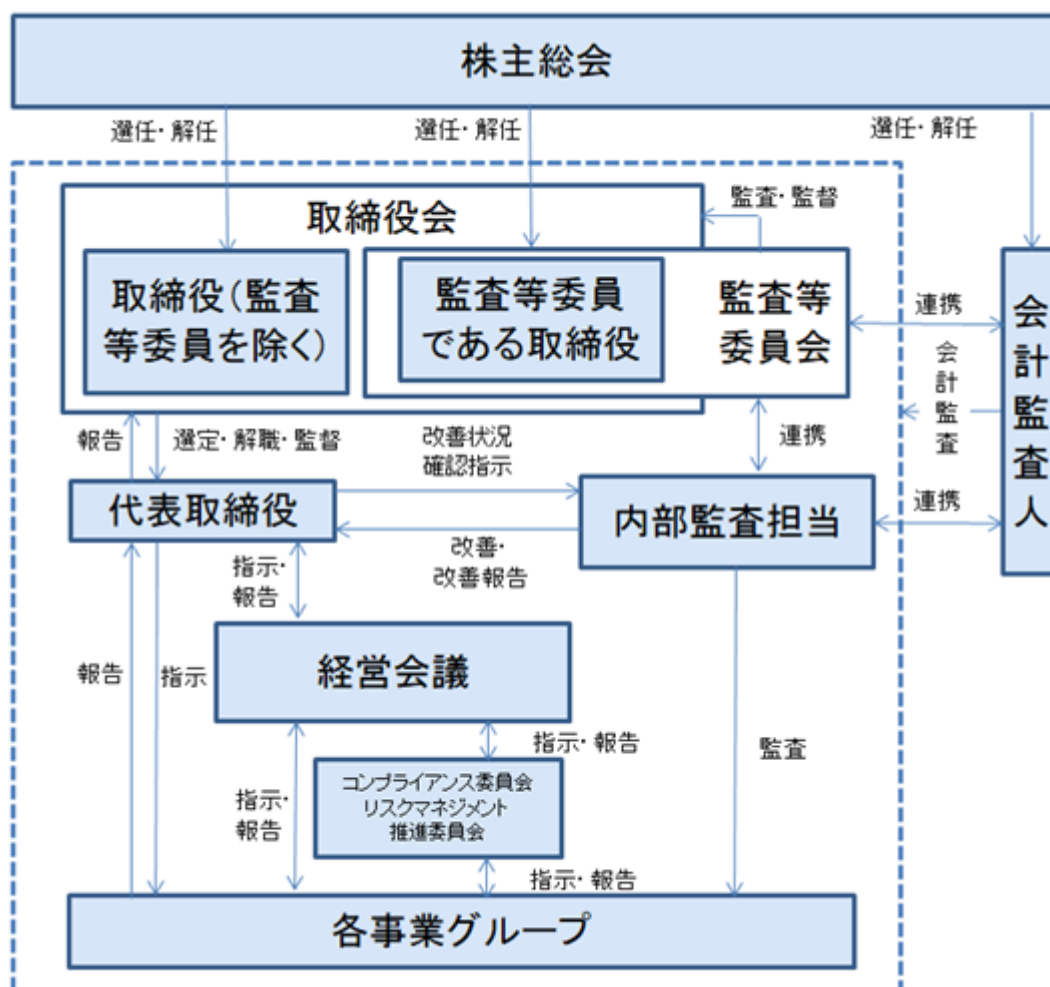 株主総会
選任・解任
選任・解任
選任・解任
取締役会
監査・監督
取締役(監査
等委員を除く)
監査等委員
である取締役
監査等
委員会
連携
会計監査
会計監査人
報告
選定・解職・監督
改善状況
確認指示
連携
代表取締役
内部監査担当
連携
改善・
改善報告
指示・
報告
報告
指示
経営会議
指示・報告
監査
コンプライアンス委員会
リスクマネジメント
推進委員会
指示・
報告
指示・報告
各事業グループ